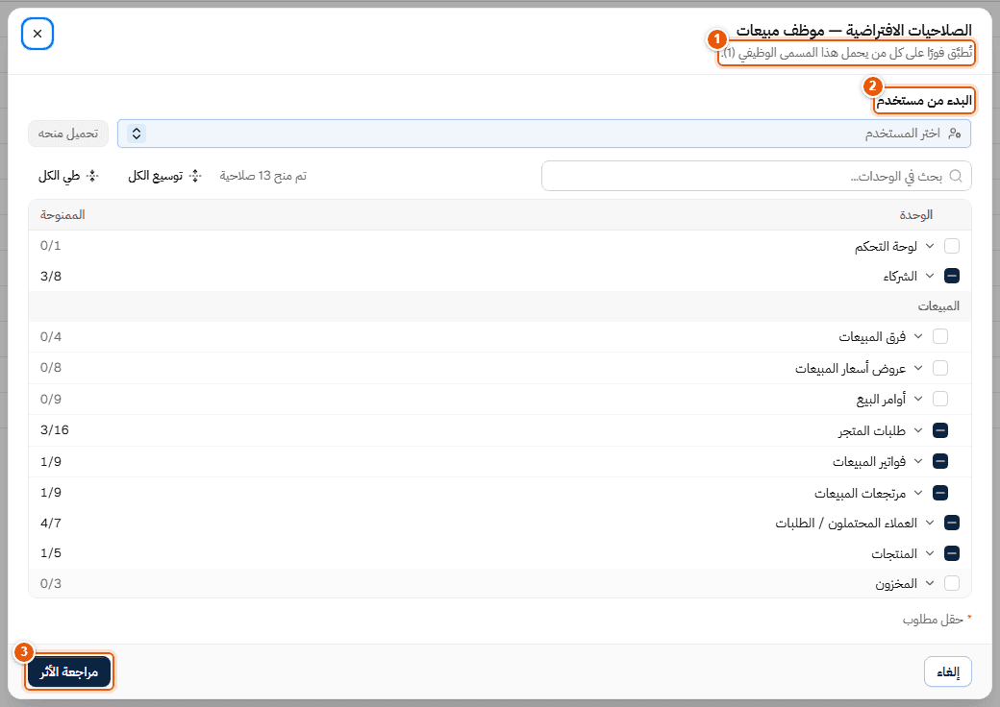 الصلاحيات الافتراضية — موظف مبيعات
1
تُطبَّق فورًا على كل من يحمل هذا المسمى الوظيفي (1).
2
البدء من مستخدم
اختر المستخدم
تحميل منحه
بحث في الوحدات...
تم منح 13 صلاحية
توسيع الكل
طي الكل
الوحدة الممنوحة
لوحة التحكم 0/1
الشركاء 3/8
المبيعات
فرق المبيعات 0/4
عروض أسعار المبيعات 0/8
أوامر البيع 0/9
طلبات المتجر 3/16
فواتير المبيعات 1/9
مرتجعات المبيعات 1/9
العملاء المحتملون / الطلبات 4/7
المنتجات 1/5
المخزون 0/3
* حقل مطلوب
إلغاء
3
مراجعة الأثر